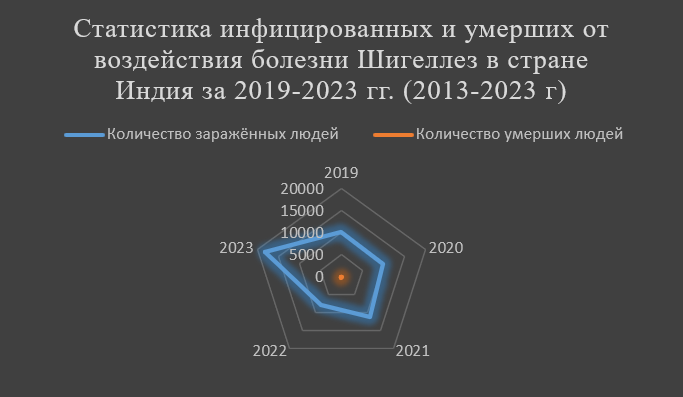 Статистика инфицированных и умерших от
воздействия болезни Шигеллез в стране
Индия за 2019-2023 гг. (2013-2023 г)
Количество заражённых людей
Количество умерших людей
2019
20000
15000
10000
5000
0
2020
2021
2022
2023